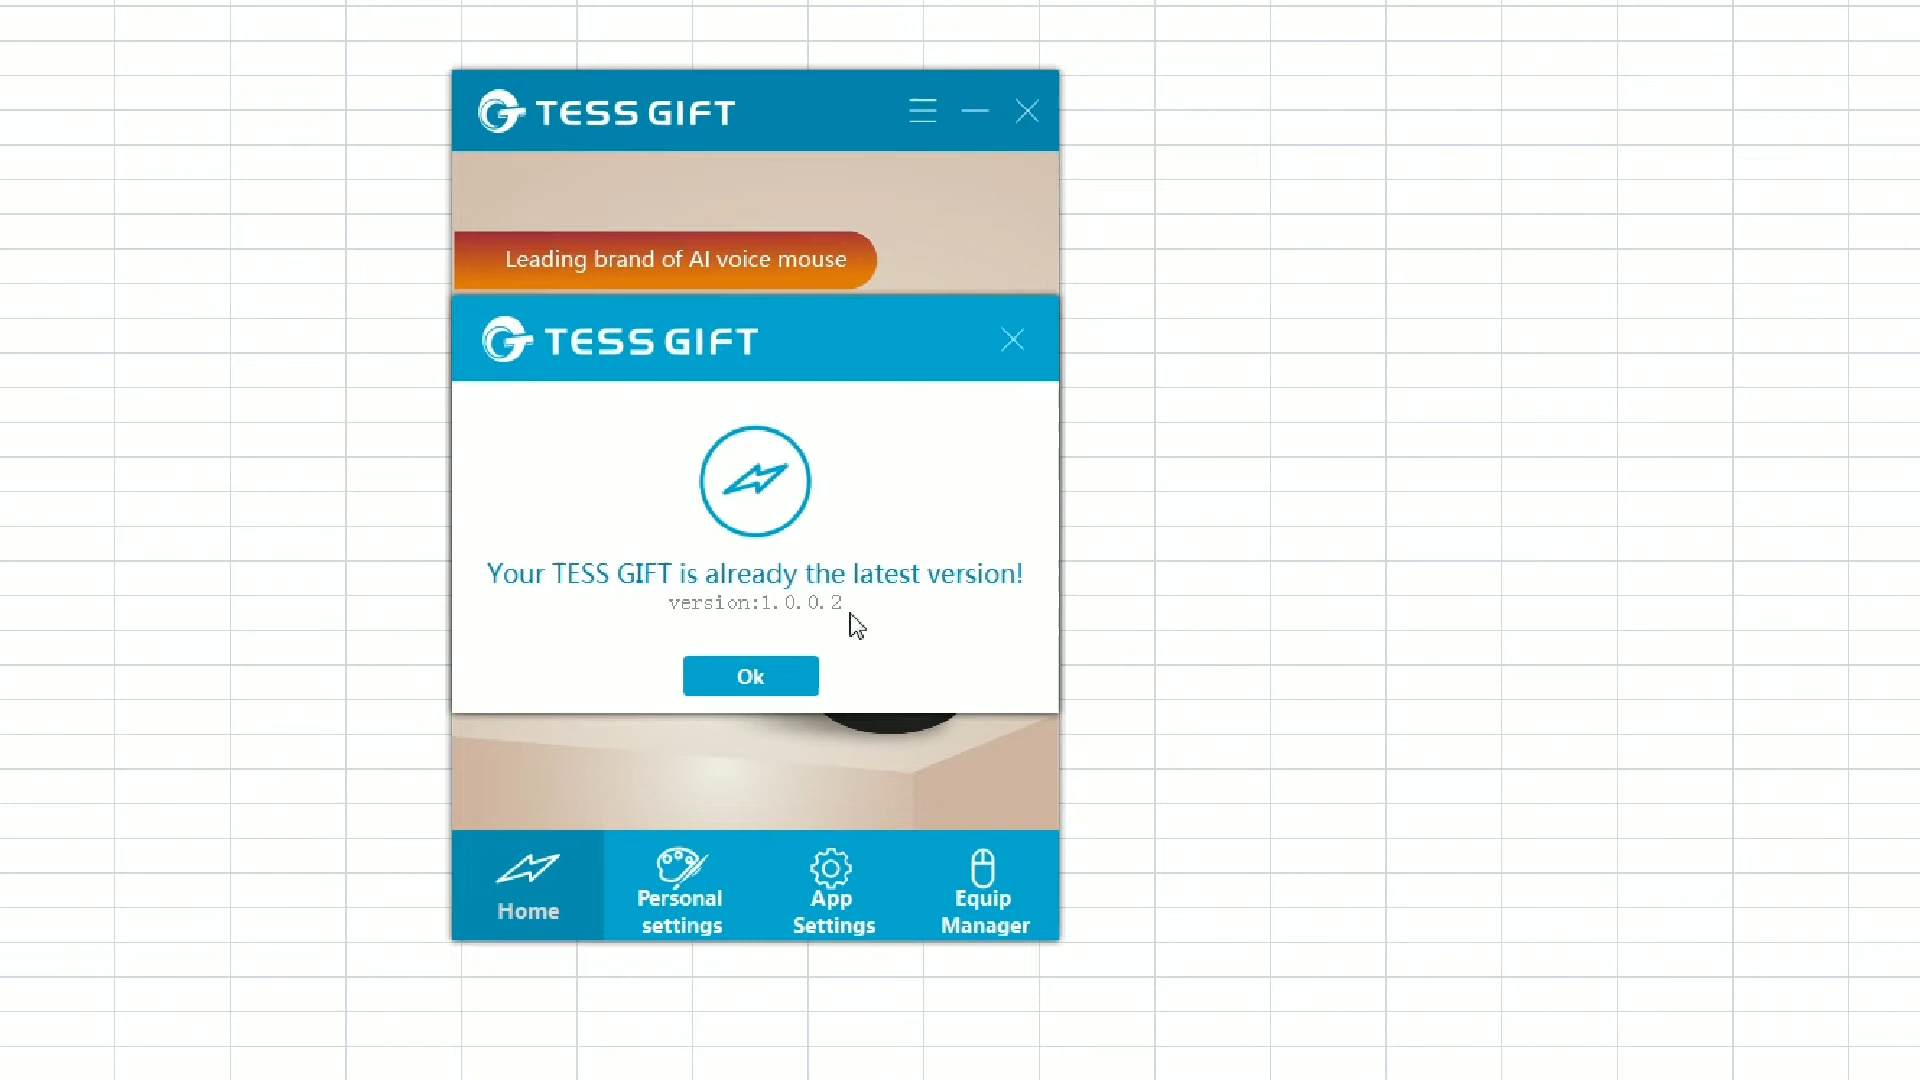 TESS GIFT
Leading brand of AI voice mouse
TESS GIFT
Your TESS GIFT is already the latest version!
version:1.0.0.2
Ok
Home
Personal settings
App Settings
Equip Manager